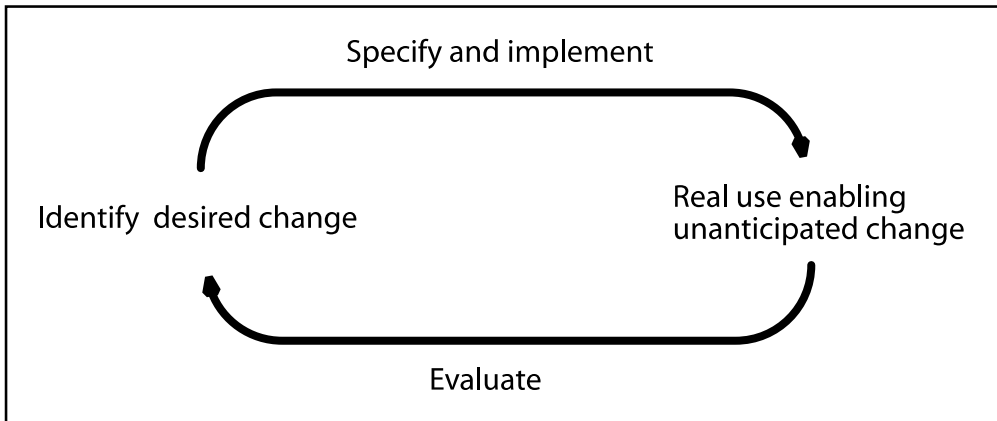 Specify and implement
Identify  desired change
Real use enabling
unanticipated change
Evaluate